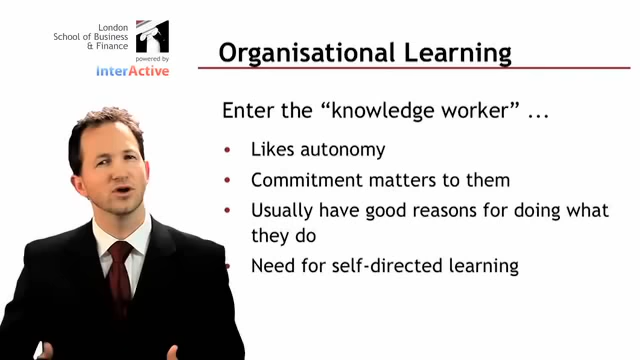 London
School of Business
& Finance
powered by
InterActive
Organisational Learning
Enter the “knowledge worker” ...
• Likes autonomy
• Commitment matters to them
• Usually have good reasons for doing what
they do
• Need for self-directed learning